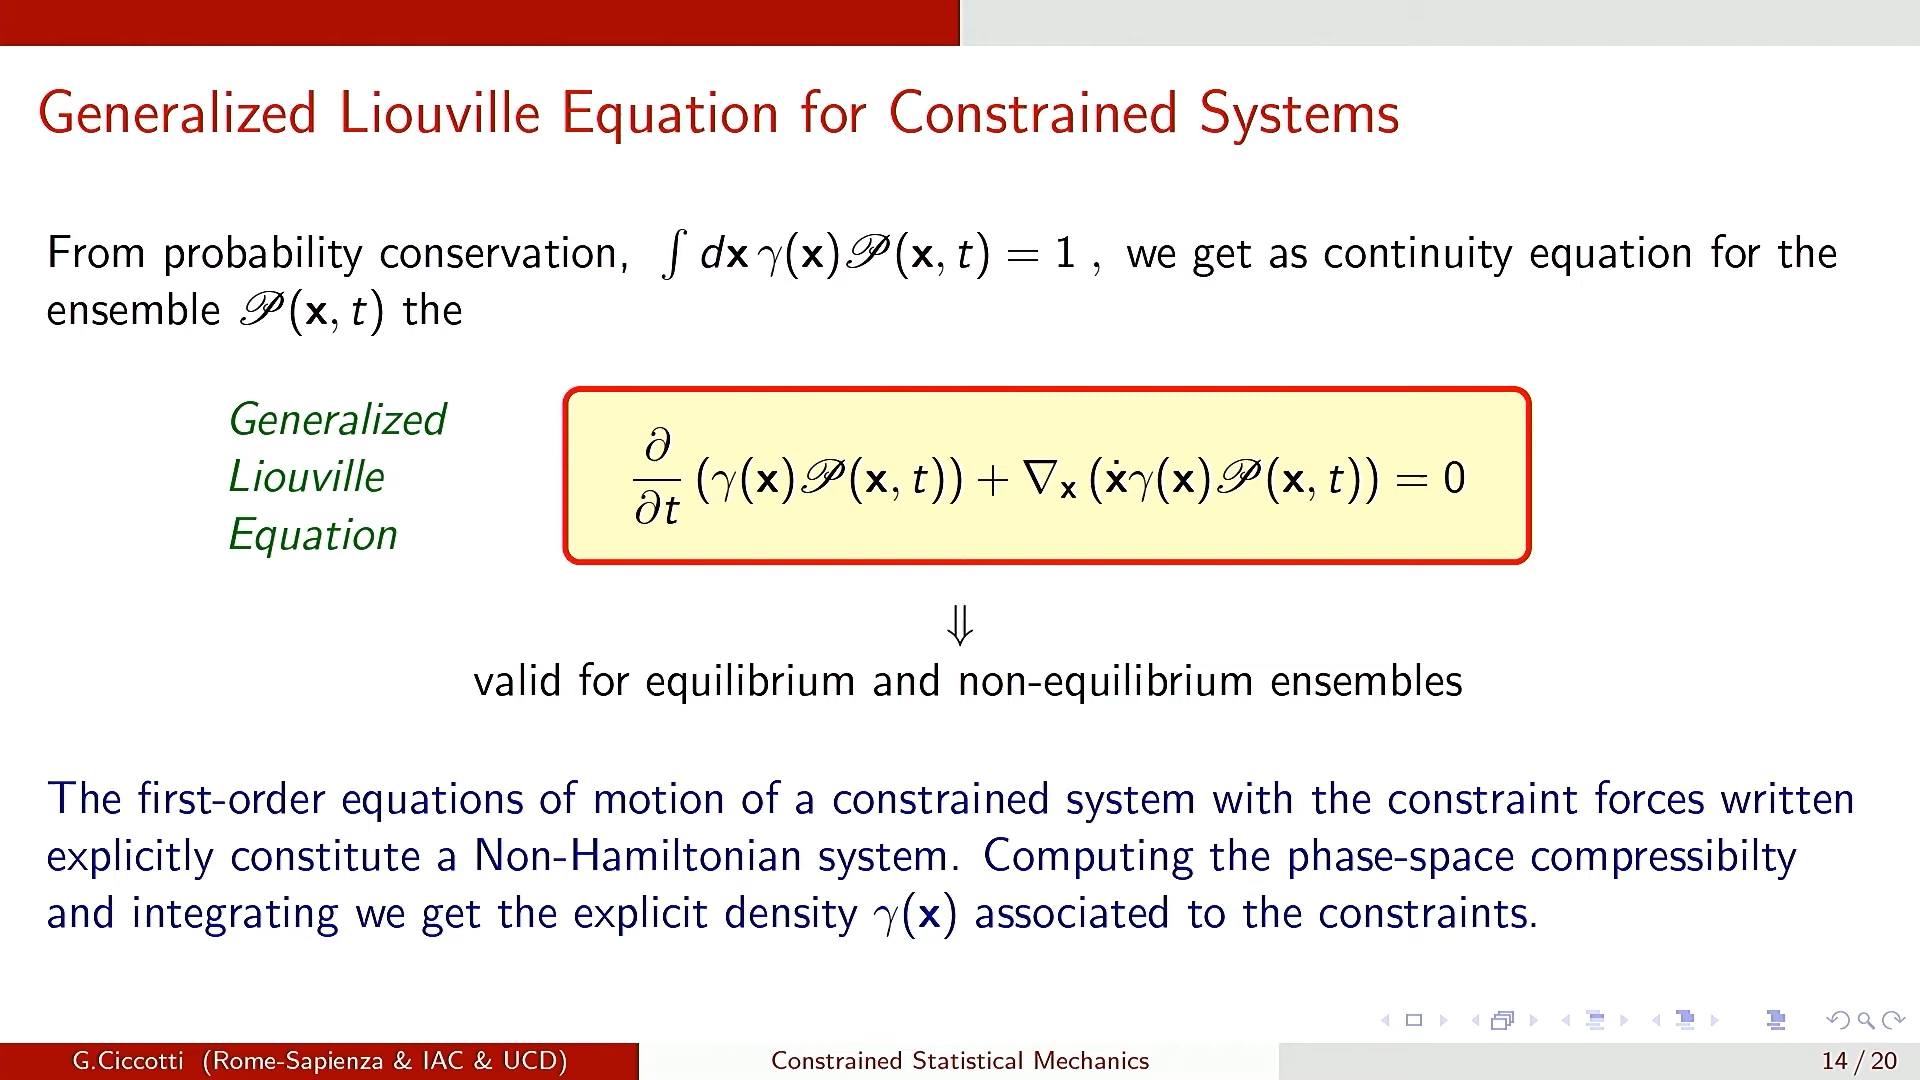 Generalized Liouville Equation for Constrained Systems
From probability conservation, ∫ dx γ(x)𝒫(x, t) = 1 , we get as continuity equation for the
ensemble 𝒫(x, t) the
Generalized
Liouville
Equation
∂/∂t (γ(x)𝒫(x, t)) + ∇ₓ (ẋγ(x)𝒫(x, t)) = 0
⇓
valid for equilibrium and non-equilibrium ensembles
The first-order equations of motion of a constrained system with the constraint forces written
explicitly constitute a Non-Hamiltonian system. Computing the phase-space compressibilty
and integrating we get the explicit density γ(x) associated to the constraints.
G.Ciccotti (Rome-Sapienza & IAC & UCD)
Constrained Statistical Mechanics
14 / 20